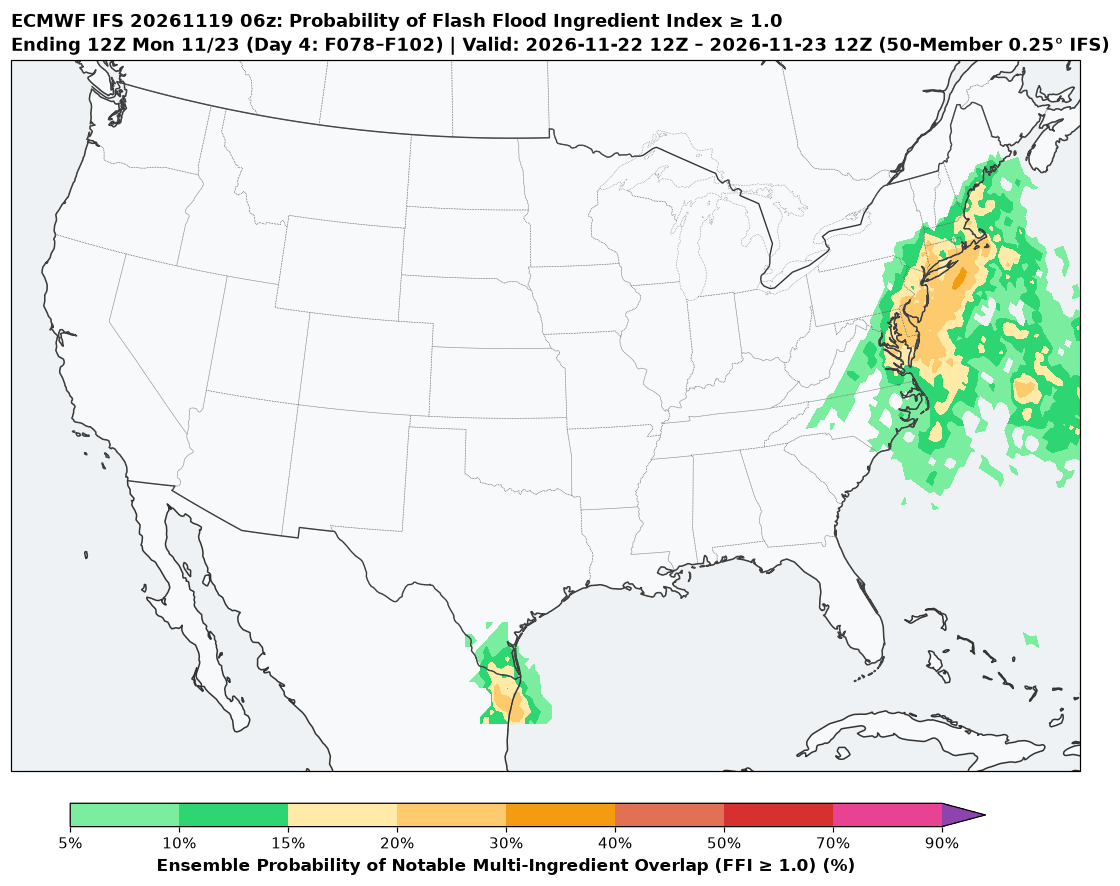 ECMWF IFS 20261119 06z: Probability of Flash Flood Ingredient Index ≥ 1.0
Ending 12Z Mon 11/23 (Day 4: F078–F102) | Valid: 2026-11-22 12Z – 2026-11-23 12Z (50-Member 0.25° IFS)
5% 10% 15% 20% 30% 40% 50% 70% 90%
Ensemble Probability of Notable Multi-Ingredient Overlap (FFI ≥ 1.0) (%)